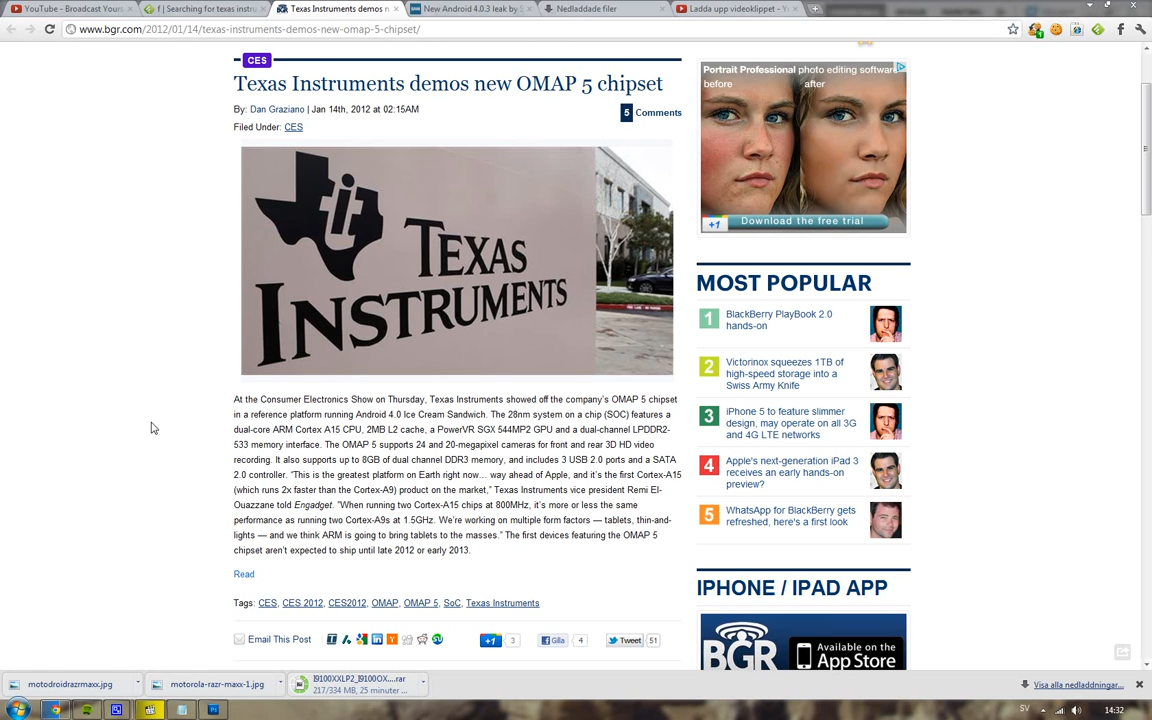 YouTube - Broadcast Yours
f | Searching for texas instru
Texas Instruments demos n
New Android 4.0.3 leak by S
Nedladdade filer
Ladda upp videoklippet - Y
www.bgr.com/2012/01/14/texas-instruments-demos-new-omap-5-chipset/
CES
Texas Instruments demos new OMAP 5 chipset
By: Dan Graziano | Jan 14th, 2012 at 02:15AM
5 Comments
Filed Under: CES
TEXAS
INSTRUMENTS
At the Consumer Electronics Show on Thursday, Texas Instruments showed off the company's OMAP 5 chipset
in a reference platform running Android 4.0 Ice Cream Sandwich. The 28nm system on a chip (SOC) features a
dual-core ARM Cortex A15 CPU, 2MB L2 cache, a PowerVR SGX 544MP2 GPU and a dual-channel LPDDR2-
533 memory interface. The OMAP 5 supports 24 and 20-megapixel cameras for front and rear 3D HD video
recording. It also supports up to 8GB of dual channel DDR3 memory, and includes 3 USB 2.0 ports and a SATA
2.0 controller. "This is the greatest platform on Earth right now… way ahead of Apple, and it's the first Cortex-A15
(which runs 2x faster than the Cortex-A9) product on the market," Texas Instruments vice president Remi El-
Ouazzane told Engadget. "When running two Cortex-A15 chips at 800MHz, it's more or less the same
performance as running two Cortex-A9s at 1.5GHz. We're working on multiple form factors — tablets, thin-and-
lights — and we think ARM is going to bring tablets to the masses." The first devices featuring the OMAP 5
chipset aren't expected to ship until late 2012 or early 2013.
Read
Tags: CES, CES 2012, CES2012, OMAP, OMAP 5, SoC, Texas Instruments
Email This Post
+1 3
Gilla 4
Tweet 51
Portrait Professional photo editing software
before after
+1
Download the free trial
MOST POPULAR
1 BlackBerry PlayBook 2.0
hands-on
2 Victorinox squeezes 1TB of
high-speed storage into a
Swiss Army Knife
3 iPhone 5 to feature slimmer
design, may operate on all 3G
and 4G LTE networks
4 Apple's next-generation iPad 3
receives an early hands-on
preview?
5 WhatsApp for BlackBerry gets
refreshed, here's a first look
IPHONE / IPAD APP
BGR
Available on the
App Store
motodroidrazrmaxx.jpg
motorola-razr-maxx-1.jpg
I9100XXLP2_I9100OX....rar
217/334 MB, 25 minuter ...
Visa alla nedladdningar...
SV
14:32